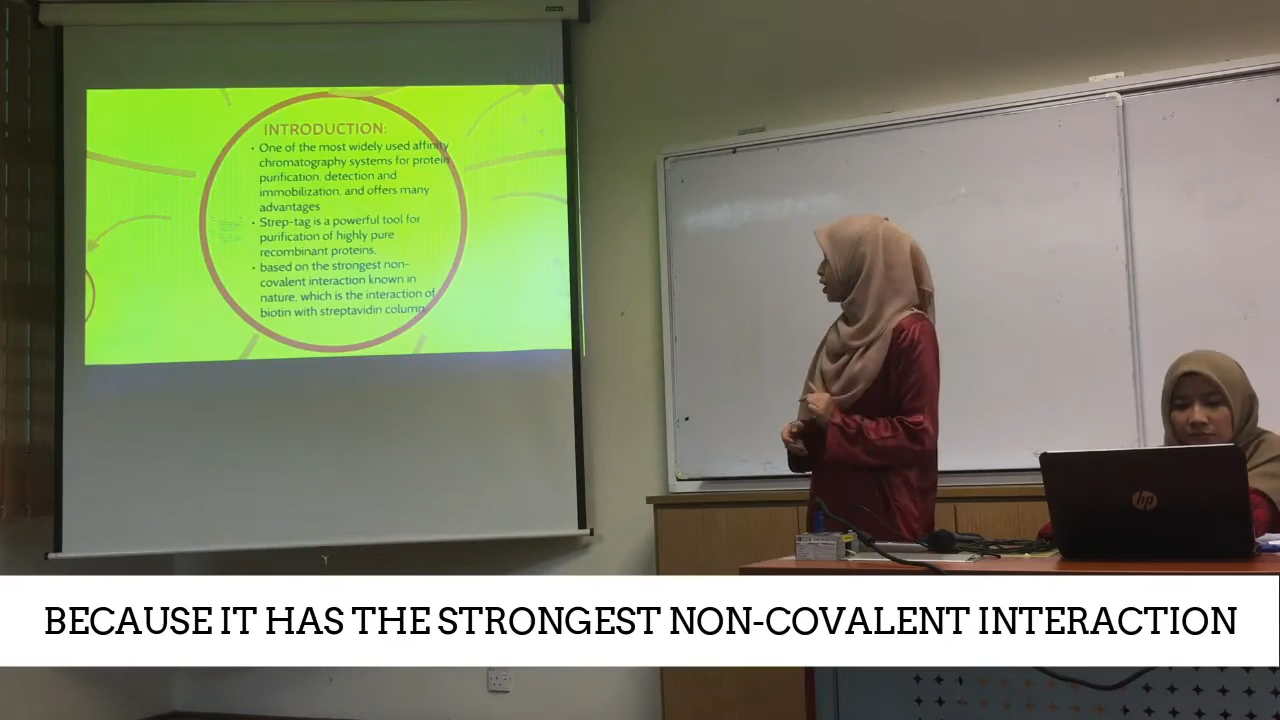 INTRODUCTION:
• One of the most widely used affinity
chromatography systems for protein
purification, detection and
immobilization, and offers many
advantages
• Strep-tag is a powerful tool for
purification of highly pure
recombinant proteins.
• based on the strongest non-
covalent interaction known in
nature, which is the interaction of
biotin with streptavidin column
hp
BECAUSE IT HAS THE STRONGEST NON-COVALENT INTERACTION